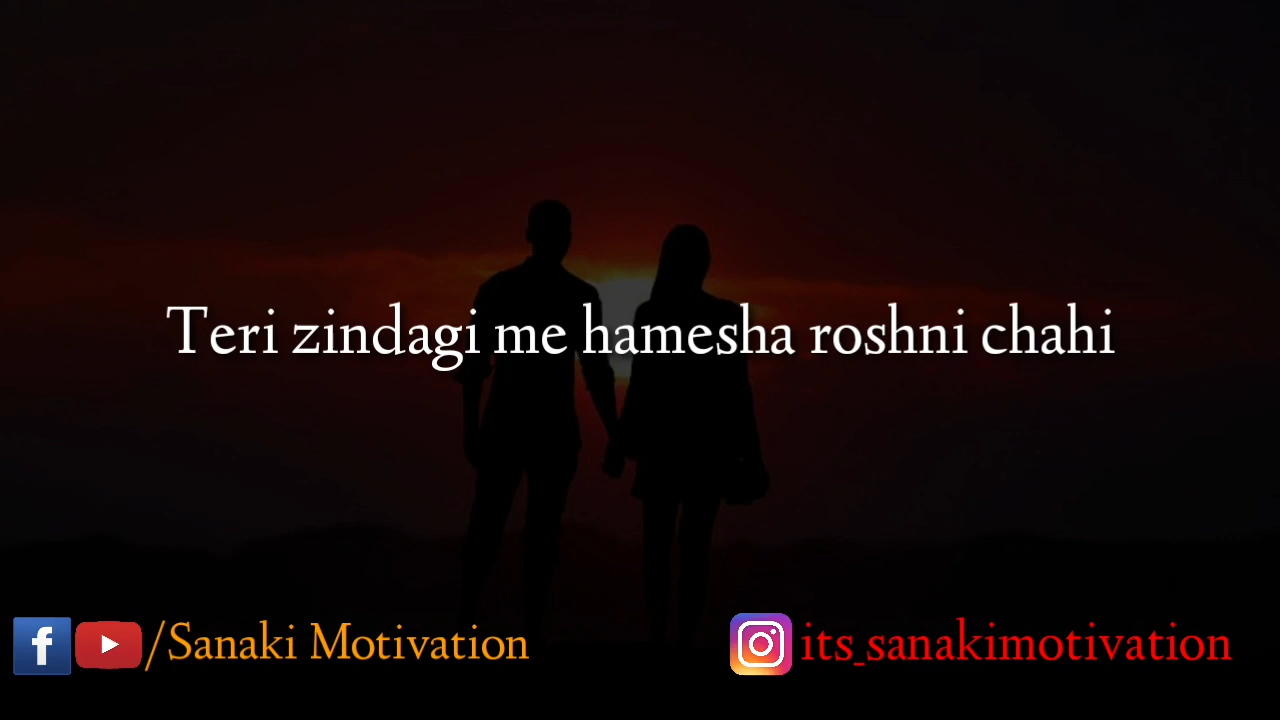 Teri zindagi me hamesha roshni chahi
/Sanaki Motivation
its_sanakimotivation